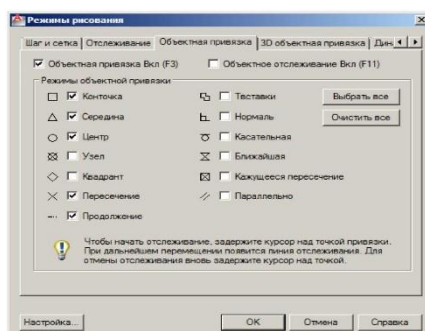 Режимы рисования
Шаг и сетка Отслеживание Объектная привязка 3D объектная привязка Дин
Объектная привязка Вкл (F3) Объектное отслеживание Вкл (F11)
Режимы объектной привязки
Конточка Твставки Выбрать все
Середина Нормаль Очистить все
Центр Касательная
Узел Ближайшая
Квадрант Кажущееся пересечение
Пересечение Параллельно
Продолжение
Чтобы начать отслеживание, задержите курсор над точкой привязки.
При дальнейшем перемещении появится линия отслеживания. Для
отмены отслеживания вновь задержите курсор над точкой.
Настройка... ОК Отмена Справка